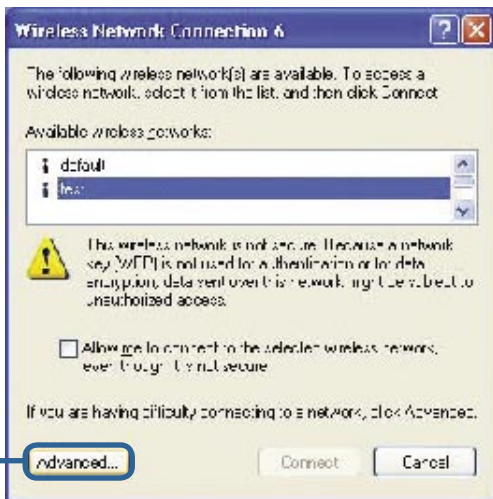 Wireless Network Connection 6
The following wireless network(s) are available. To access a
wireless network, select it from the list, and then click Connect.
Available wireless networks:
default
test
This wireless network is not secure. Because a network
key (WEP) is not used for authentication or for data
encryption, data sent over this network might be subject to
unauthorized access.
Allow me to connect to the selected wireless network,
even though it is not secure
If you are having difficulty connecting to a network, click Advanced.
Advanced...
Connect
Cancel